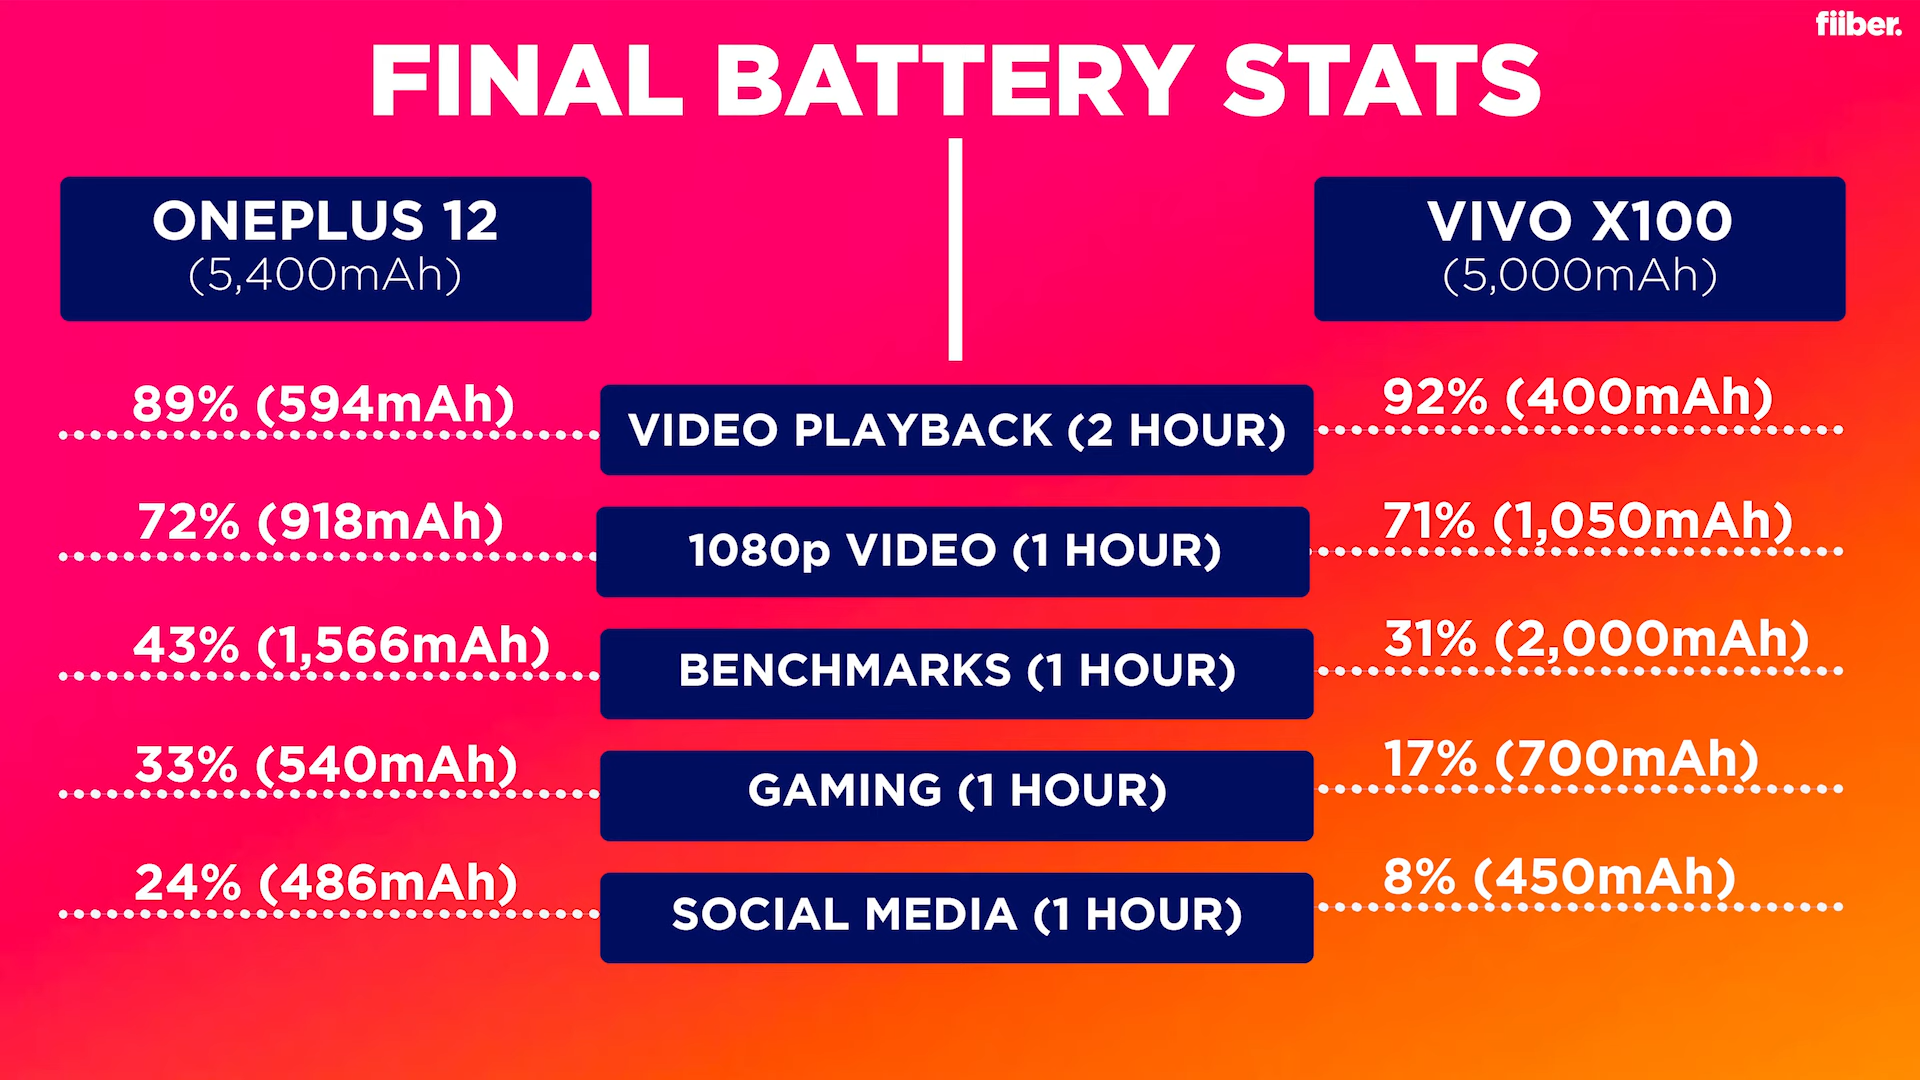 fiiber.
FINAL BATTERY STATS
ONEPLUS 12
(5,400mAh)
VIVO X100
(5,000mAh)
89% (594mAh)
VIDEO PLAYBACK (2 HOUR)
92% (400mAh)
72% (918mAh)
1080p VIDEO (1 HOUR)
71% (1,050mAh)
43% (1,566mAh)
BENCHMARKS (1 HOUR)
31% (2,000mAh)
33% (540mAh)
GAMING (1 HOUR)
17% (700mAh)
24% (486mAh)
SOCIAL MEDIA (1 HOUR)
8% (450mAh)